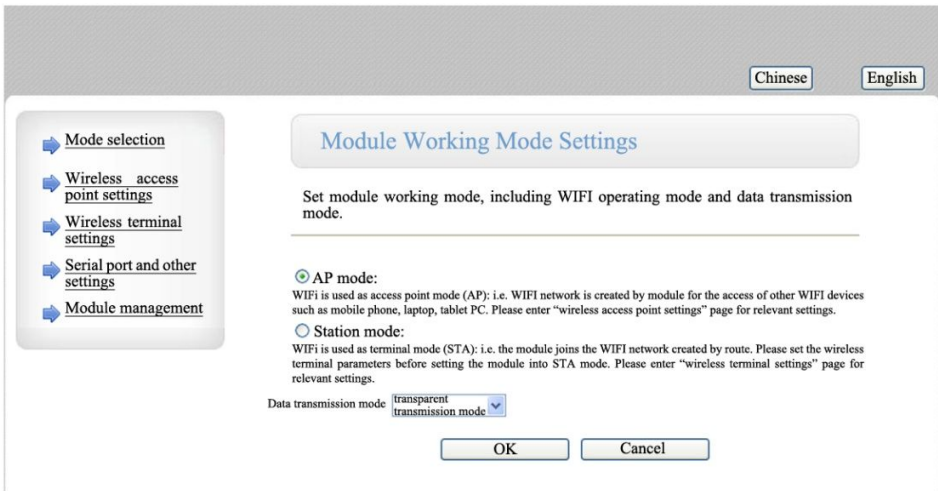 Chinese
English
Mode selection
Wireless access
point settings
Wireless terminal
settings
Serial port and other
settings
Module management
Module Working Mode Settings
Set module working mode, including WIFI operating mode and data transmission
mode.
AP mode:
WIFi is used as access point mode (AP): i.e. WIFI network is created by module for the access of other WIFI devices
such as mobile phone, laptop, tablet PC. Please enter “wireless access point settings” page for relevant settings.
Station mode:
WIFi is used as terminal mode (STA): i.e. the module joins the WIFI network created by route. Please set the wireless
terminal parameters before setting the module into STA mode. Please enter “wireless terminal settings” page for
relevant settings.
Data transmission mode
transparent
transmission mode
OK
Cancel